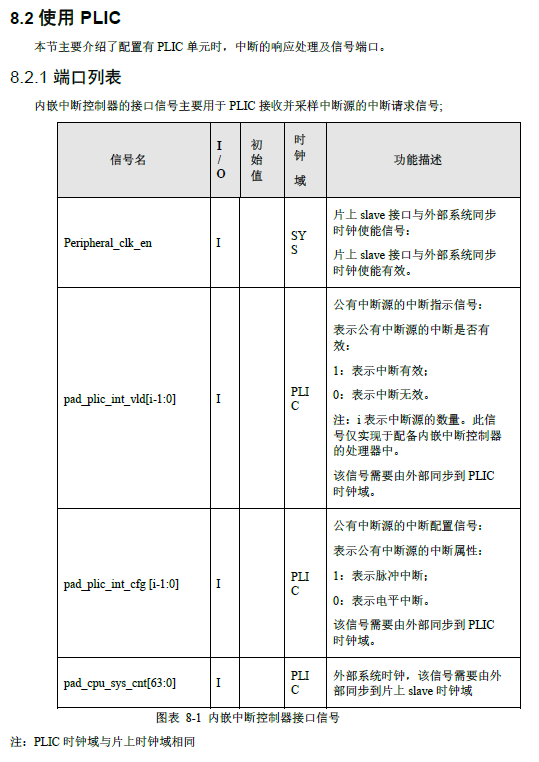 8.2 使用 PLIC
本节主要介绍了配置有 PLIC 单元时，中断的响应处理及信号端口。
8.2.1 端口列表
内嵌中断控制器的接口信号主要用于 PLIC 接收并采样中断源的中断请求信号;
信号名
I
/
O
初
始
值
时
钟
域
功能描述
Peripheral_clk_en
I
SY
S
片上 slave 接口与外部系统同步
时钟使能信号：
片上 slave 接口与外部系统同步
时钟使能有效。
pad_plic_int_vld[i-1:0]
I
PLI
C
公有中断源的中断指示信号：
表示公有中断源的中断是否有
效：
1：表示中断有效；
0：表示中断无效。
注：i 表示中断源的数量。此信
号仅实现于配备内嵌中断控制器
的处理器中。
该信号需要由外部同步到 PLIC
时钟域。
pad_plic_int_cfg [i-1:0]
I
PLI
C
公有中断源的中断配置信号：
表示公有中断源的中断属性：
1：表示脉冲中断；
0：表示电平中断。
该信号需要由外部同步到 PLIC
时钟域。
pad_cpu_sys_cnt[63:0]
I
PLI
C
外部系统时钟，该信号需要由外
部同步到片上 slave 时钟域
图表 8-1 内嵌中断控制器接口信号
注：PLIC 时钟域与片上时钟域相同